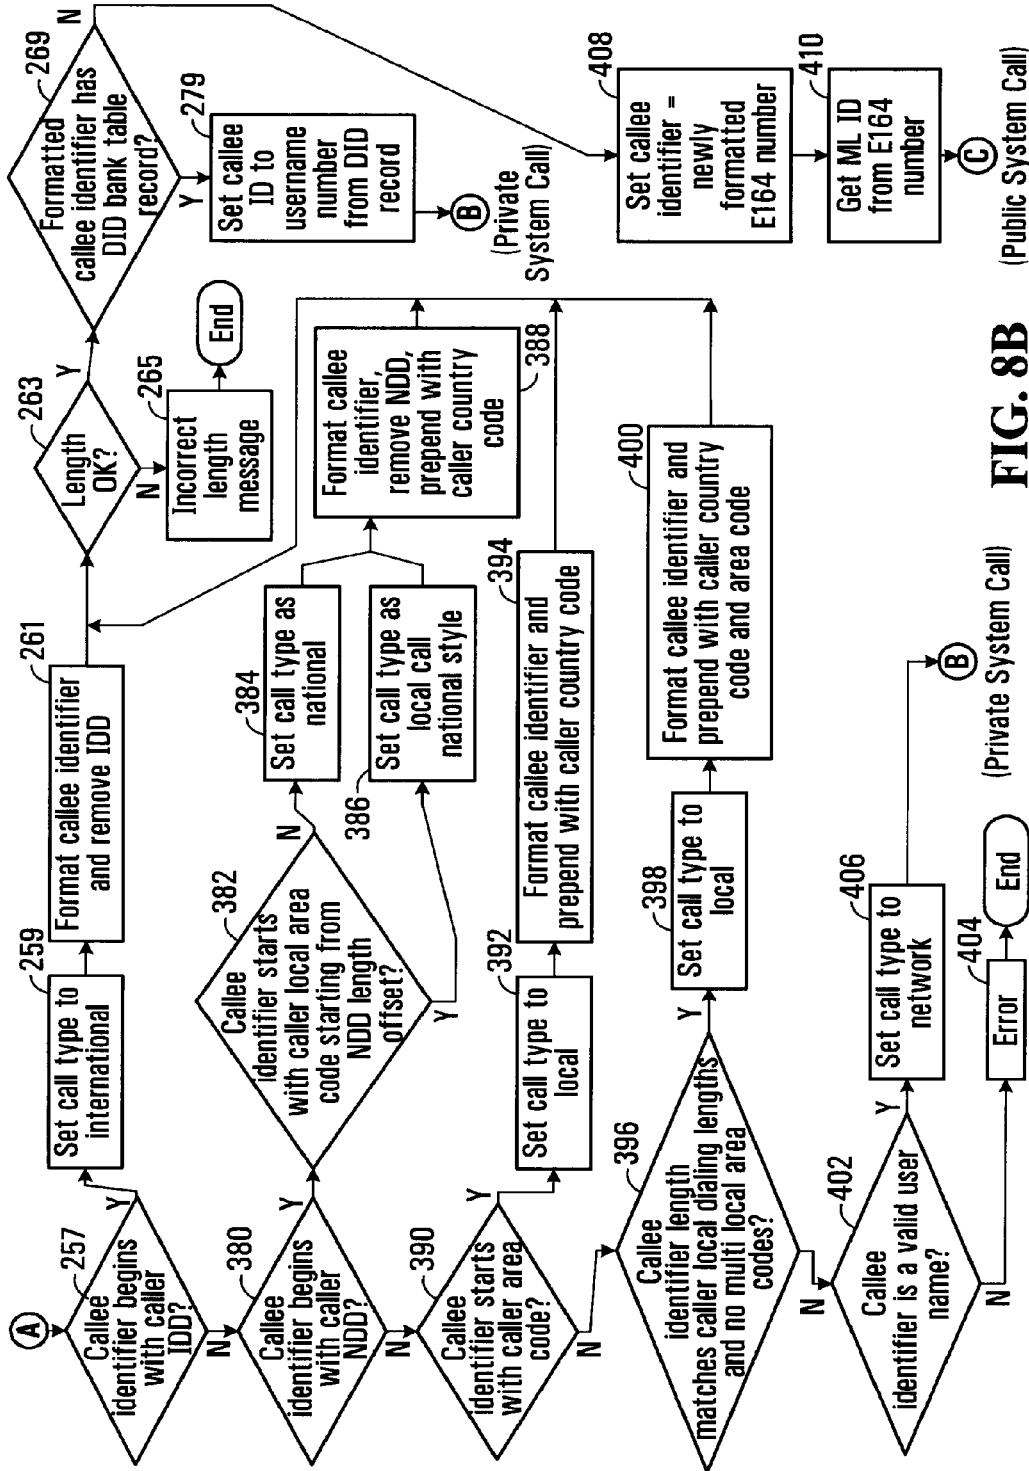 A
257
Callee
identifier begins
with caller
IDD?
Y
N
259
Set call type to
international
261
Format callee identifier
and remove IDD
263
Length
OK?
Y
N
265
Incorrect
length
message
End
269
Formatted
callee identifier has
DID bank table
record?
N
Y
279
Set callee
ID to
username
number
from DID
record
B
(Private
System Call)
380
Callee
identifier begins
with caller
NDD?
Y
N
382
Callee
identifier starts
with caller local area
code starting from
NDD length
offset?
N
Y
384
Set call type as
national
386
Set call type as
local call
national style
388
Format callee
identifier,
remove NDD,
prepend with
caller country
code
390
Callee
identifier starts
with caller area
code?
Y
N
392
Set call type to
local
394
Format callee identifier and
prepend with caller country code
396
Callee
identifier length
matches caller local dialing lengths
and no multi local area
codes?
Y
N
398
Set call type to
local
400
Format callee identifier and
prepend with caller country
code and area code
402
Callee
identifier is a valid user
name?
Y
N
406
Set call type to
network
B
(Private System Call)
404
Error
End
408
Set callee
identifier =
newly
formatted
E164 number
410
Get ML ID
from E164
number
C
(Public System Call)
FIG. 8B